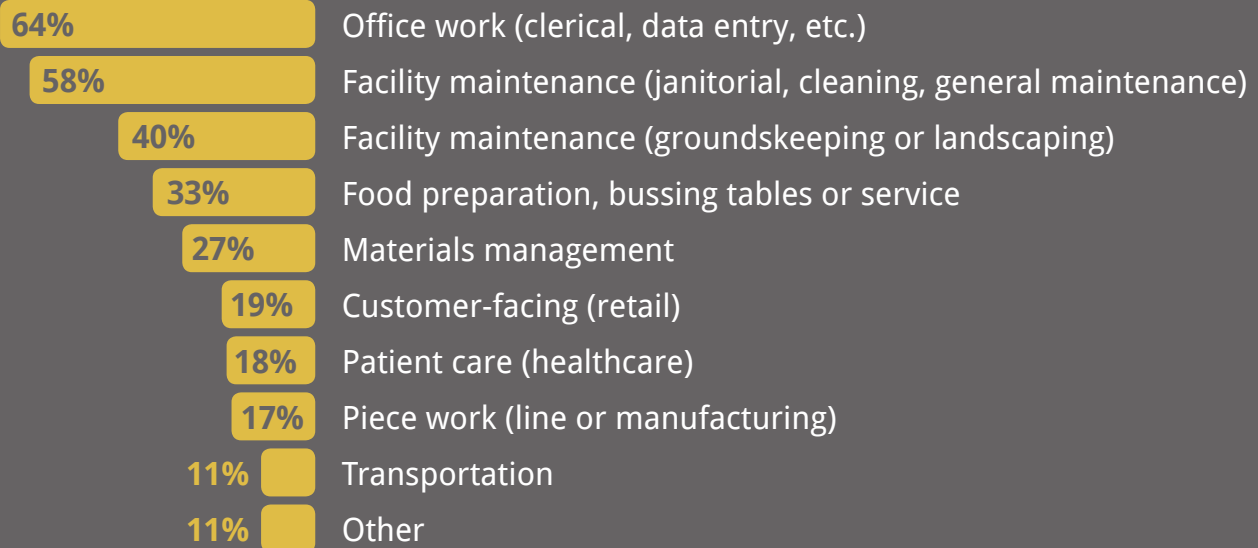 64% Office work (clerical, data entry, etc.)
58% Facility maintenance (janitorial, cleaning, general maintenance)
40% Facility maintenance (groundskeeping or landscaping)
33% Food preparation, bussing tables or service
27% Materials management
19% Customer-facing (retail)
18% Patient care (healthcare)
17% Piece work (line or manufacturing)
11% Transportation
11% Other